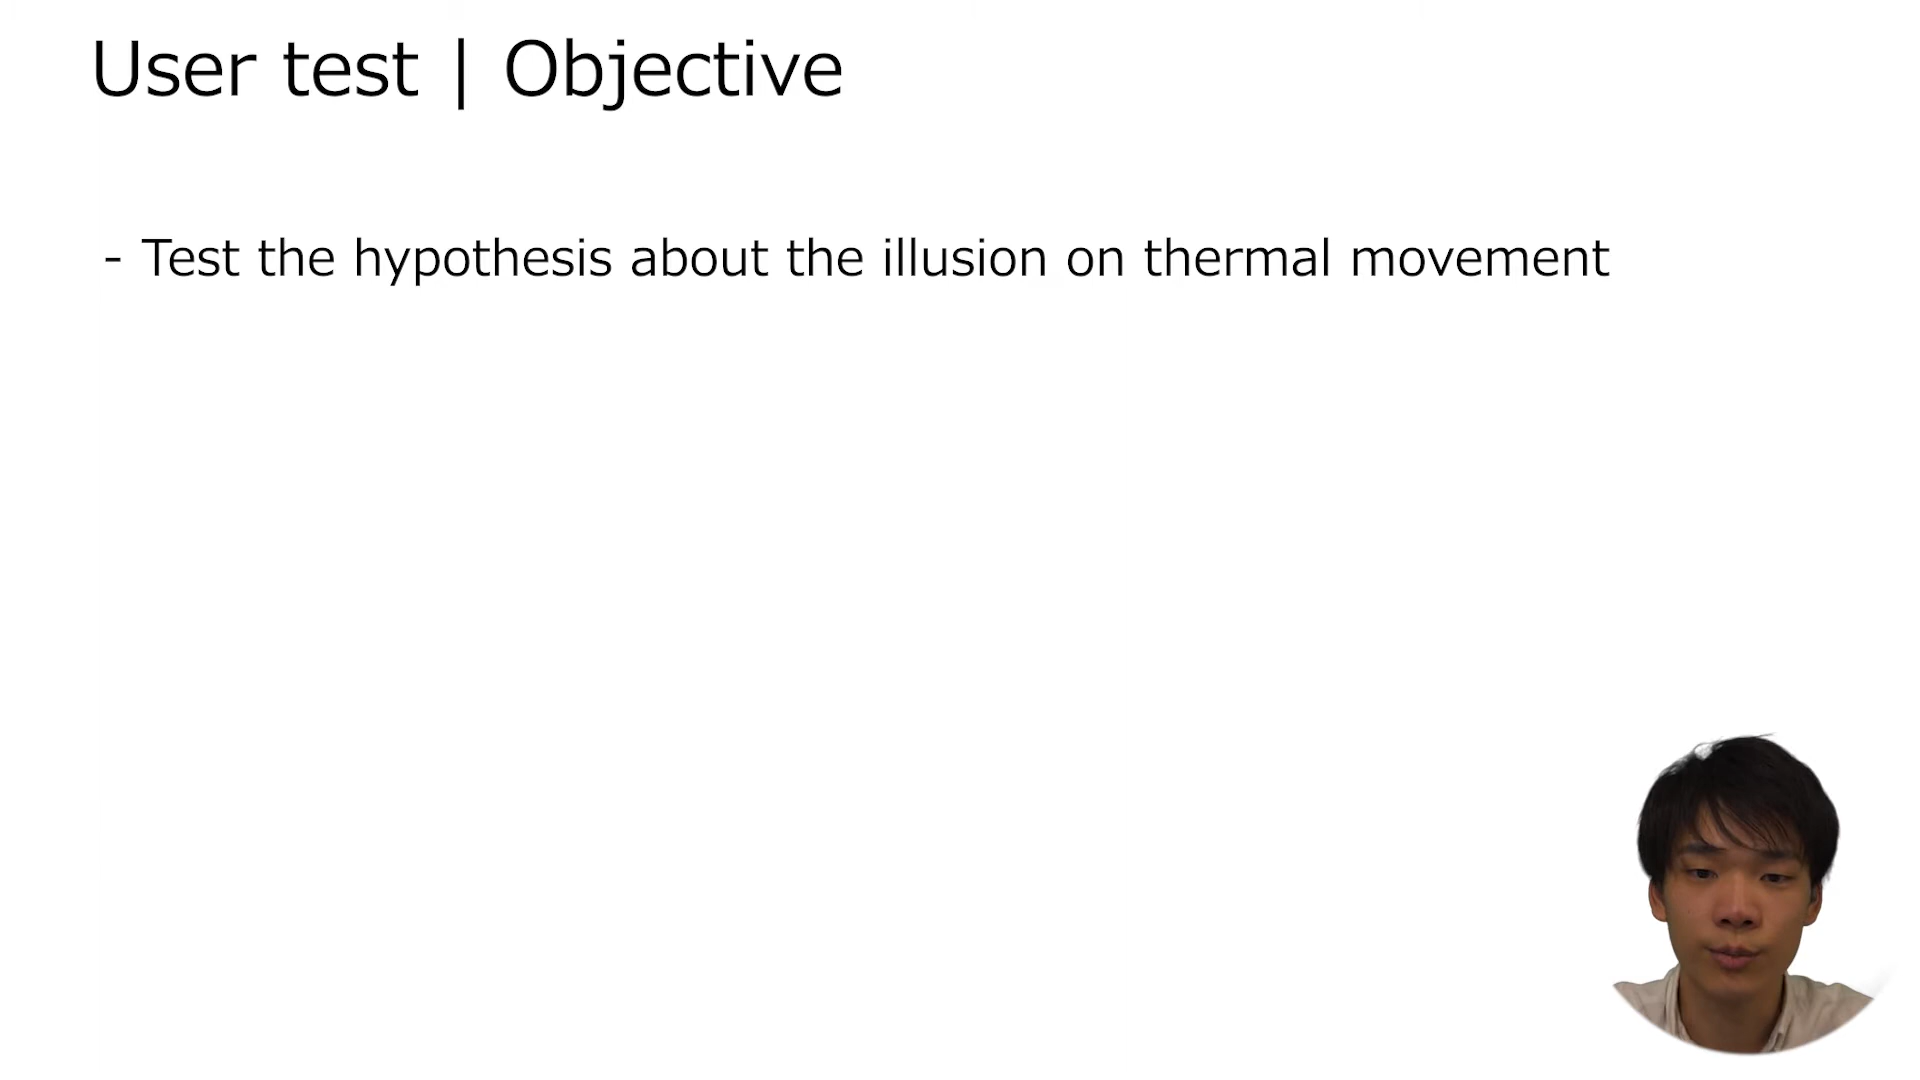 User test | Objective
- Test the hypothesis about the illusion on thermal movement